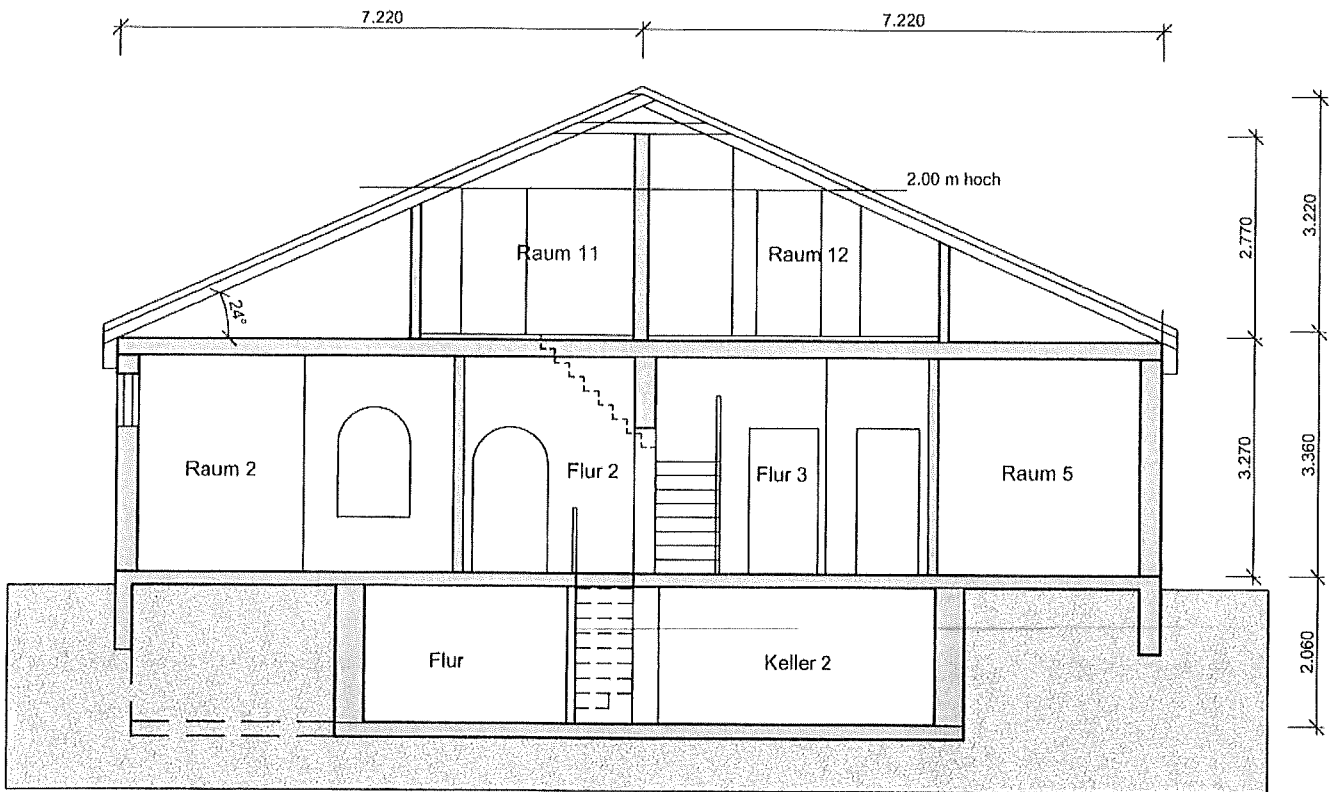 7.220
7.220
2.00 m hoch
2.770
3.220
Raum 11
Raum 12
24°
Raum 2
Flur 2
Flur 3
Raum 5
3.270
3.360
Flur
Keller 2
2.060